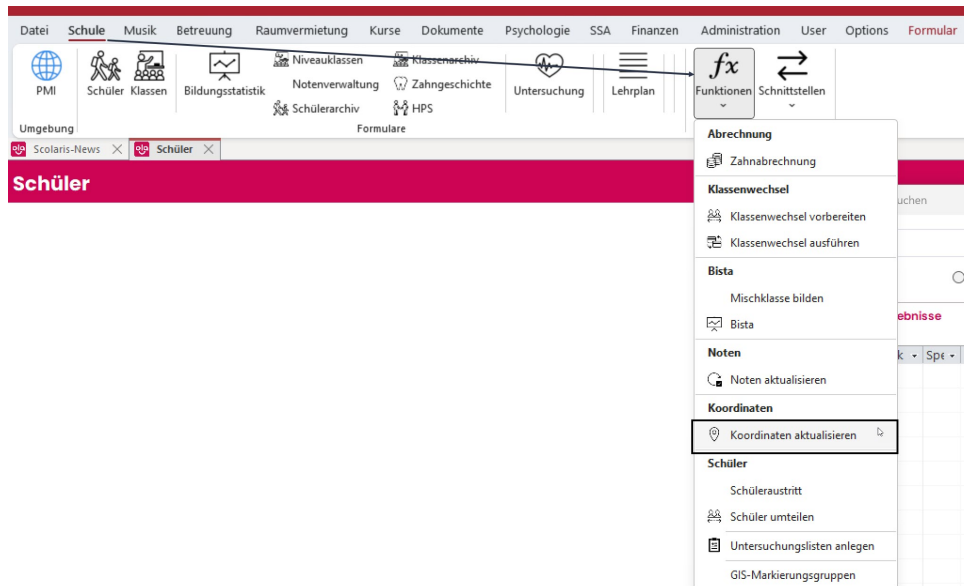 Datei Schule Musik Betreuung Raumvermietung Kurse Dokumente Psychologie SSA Finanzen Administration User Options Formular
PMI
Schüler Klassen
Bildungsstatistik
Niveauklassen
Notenverwaltung
Schülerarchiv
Klassenarchiv
Zahngeschichte
HPS
Untersuchung
Lehrplan
fx
Funktionen Schnittstellen
Umgebung
Formulare
Scolaris-News
Schüler
Schüler
uchen
ebnisse
k
Spe
Abrechnung
Zahnabrechnung
Klassenwechsel
Klassenwechsel vorbereiten
Klassenwechsel ausführen
Bista
Mischklasse bilden
Bista
Noten
Noten aktualisieren
Koordinaten
Koordinaten aktualisieren
Schüler
Schüleraustritt
Schüler umteilen
Untersuchungslisten anlegen
GIS-Markierungsgruppen